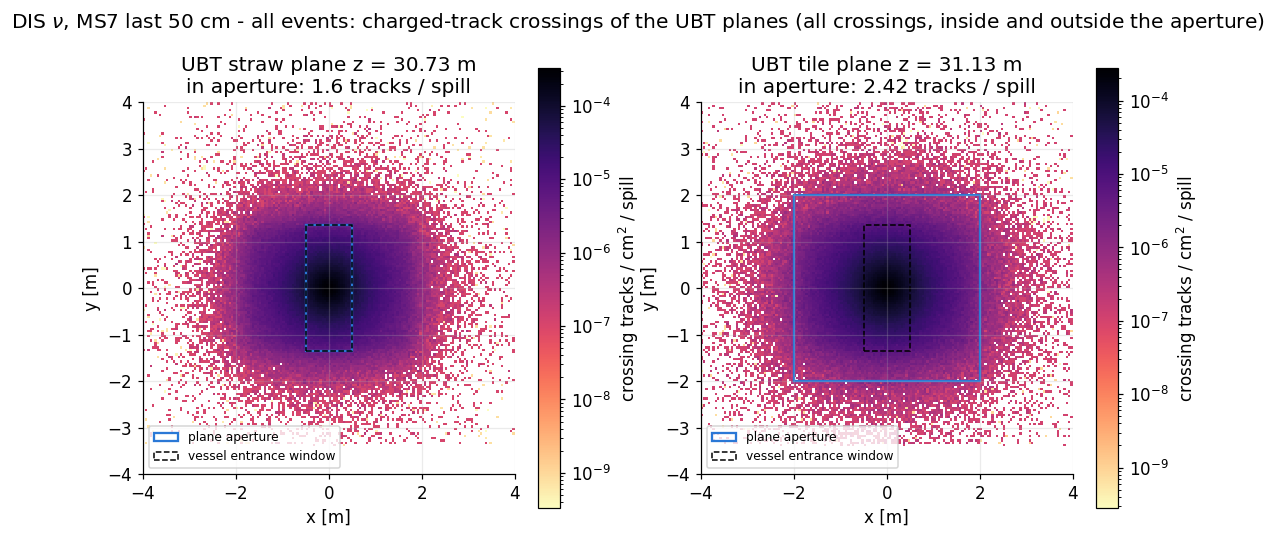 DIS ν, MS7 last 50 cm - all events: charged-track crossings of the UBT planes (all crossings, inside and outside the aperture)
UBT straw plane z = 30.73 m
in aperture: 1.6 tracks / spill
4
3
2
1
0
−1
−2
−3
−4
y [m]
−4
−2
0
2
4
x [m]
plane aperture
vessel entrance window
10⁻⁴
10⁻⁵
10⁻⁶
10⁻⁷
10⁻⁸
10⁻⁹
crossing tracks / cm² / spill
UBT tile plane z = 31.13 m
in aperture: 2.42 tracks / spill
4
3
2
1
0
−1
−2
−3
−4
y [m]
−4
−2
0
2
4
x [m]
plane aperture
vessel entrance window
10⁻⁴
10⁻⁵
10⁻⁶
10⁻⁷
10⁻⁸
10⁻⁹
crossing tracks / cm² / spill